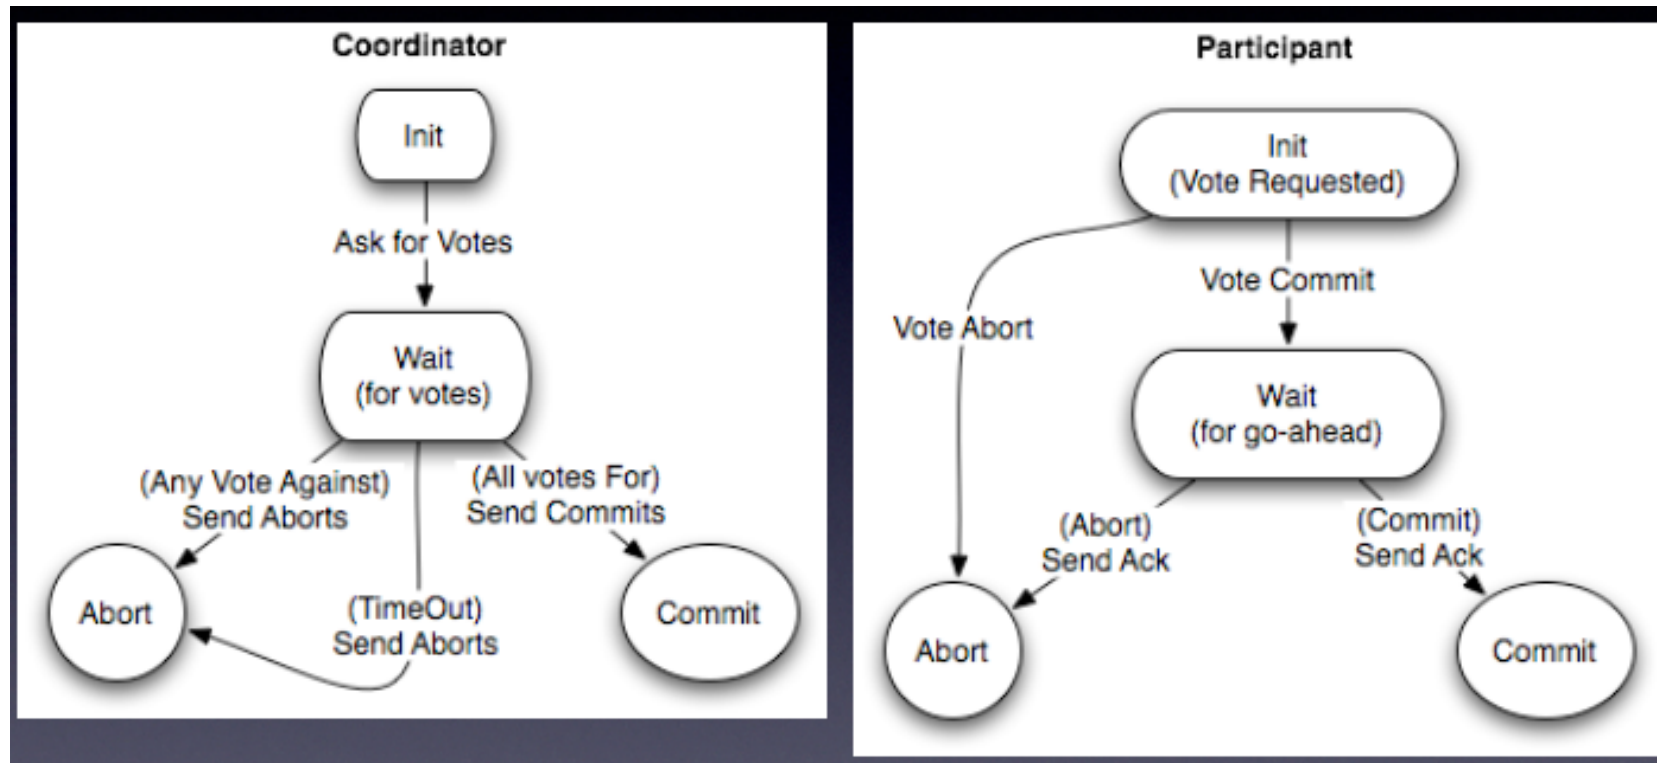 Coordinator
Init
Ask for Votes
Wait
(for votes)
(Any Vote Against)
Send Aborts
(All votes For)
Send Commits
(TimeOut)
Send Aborts
Abort
Commit
Participant
Init
(Vote Requested)
Vote Commit
Vote Abort
Wait
(for go-ahead)
(Abort)
Send Ack
(Commit)
Send Ack
Abort
Commit